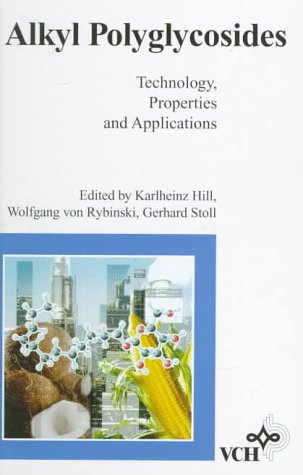 Alkyl Polyglycosides
Technology,
Properties
and Applications
Edited by Karlheinz Hill,
Wolfgang von Rybinski, Gerhard Stoll
VCH